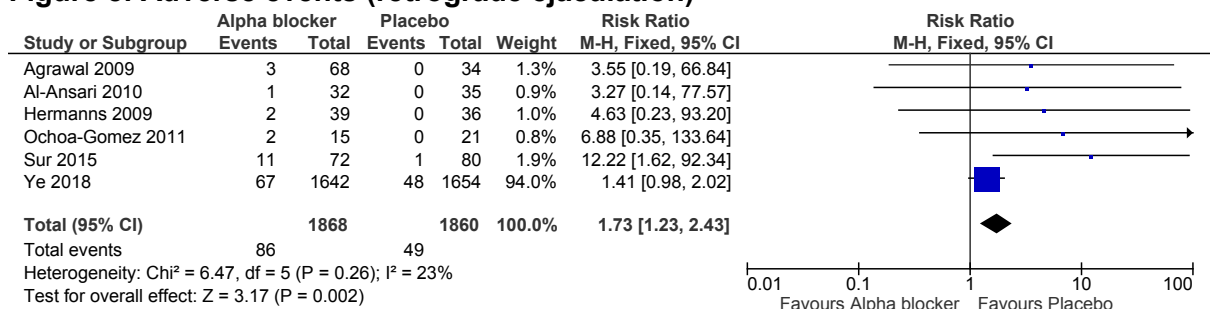 Alpha blocker Placebo Risk Ratio Risk Ratio
Study or Subgroup Events Total Events Total Weight M-H, Fixed, 95% CI M-H, Fixed, 95% CI
Agrawal 2009 3 68 0 34 1.3% 3.55 [0.19, 66.84]
Al-Ansari 2010 1 32 0 35 0.9% 3.27 [0.14, 77.57]
Hermanns 2009 2 39 0 36 1.0% 4.63 [0.23, 93.20]
Ochoa-Gomez 2011 2 15 0 21 0.8% 6.88 [0.35, 133.64]
Sur 2015 11 72 1 80 1.9% 12.22 [1.62, 92.34]
Ye 2018 67 1642 48 1654 94.0% 1.41 [0.98, 2.02]
Total (95% CI) 1868 1860 100.0% 1.73 [1.23, 2.43]
Total events 86 49
Heterogeneity: Chi² = 6.47, df = 5 (P = 0.26); I² = 23%
Test for overall effect: Z = 3.17 (P = 0.002)
0.01 0.1 1 10 100
Favours Alpha blocker Favours Placebo